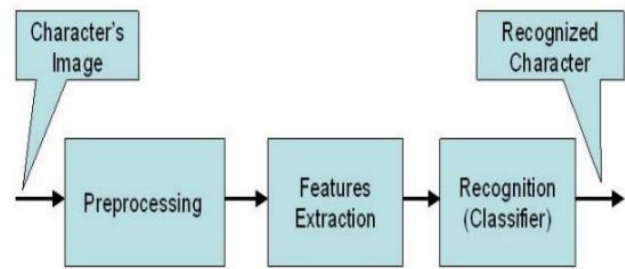 Character's
Image
Recognized
Character
Preprocessing
Features
Extraction
Recognition
(Classifier)